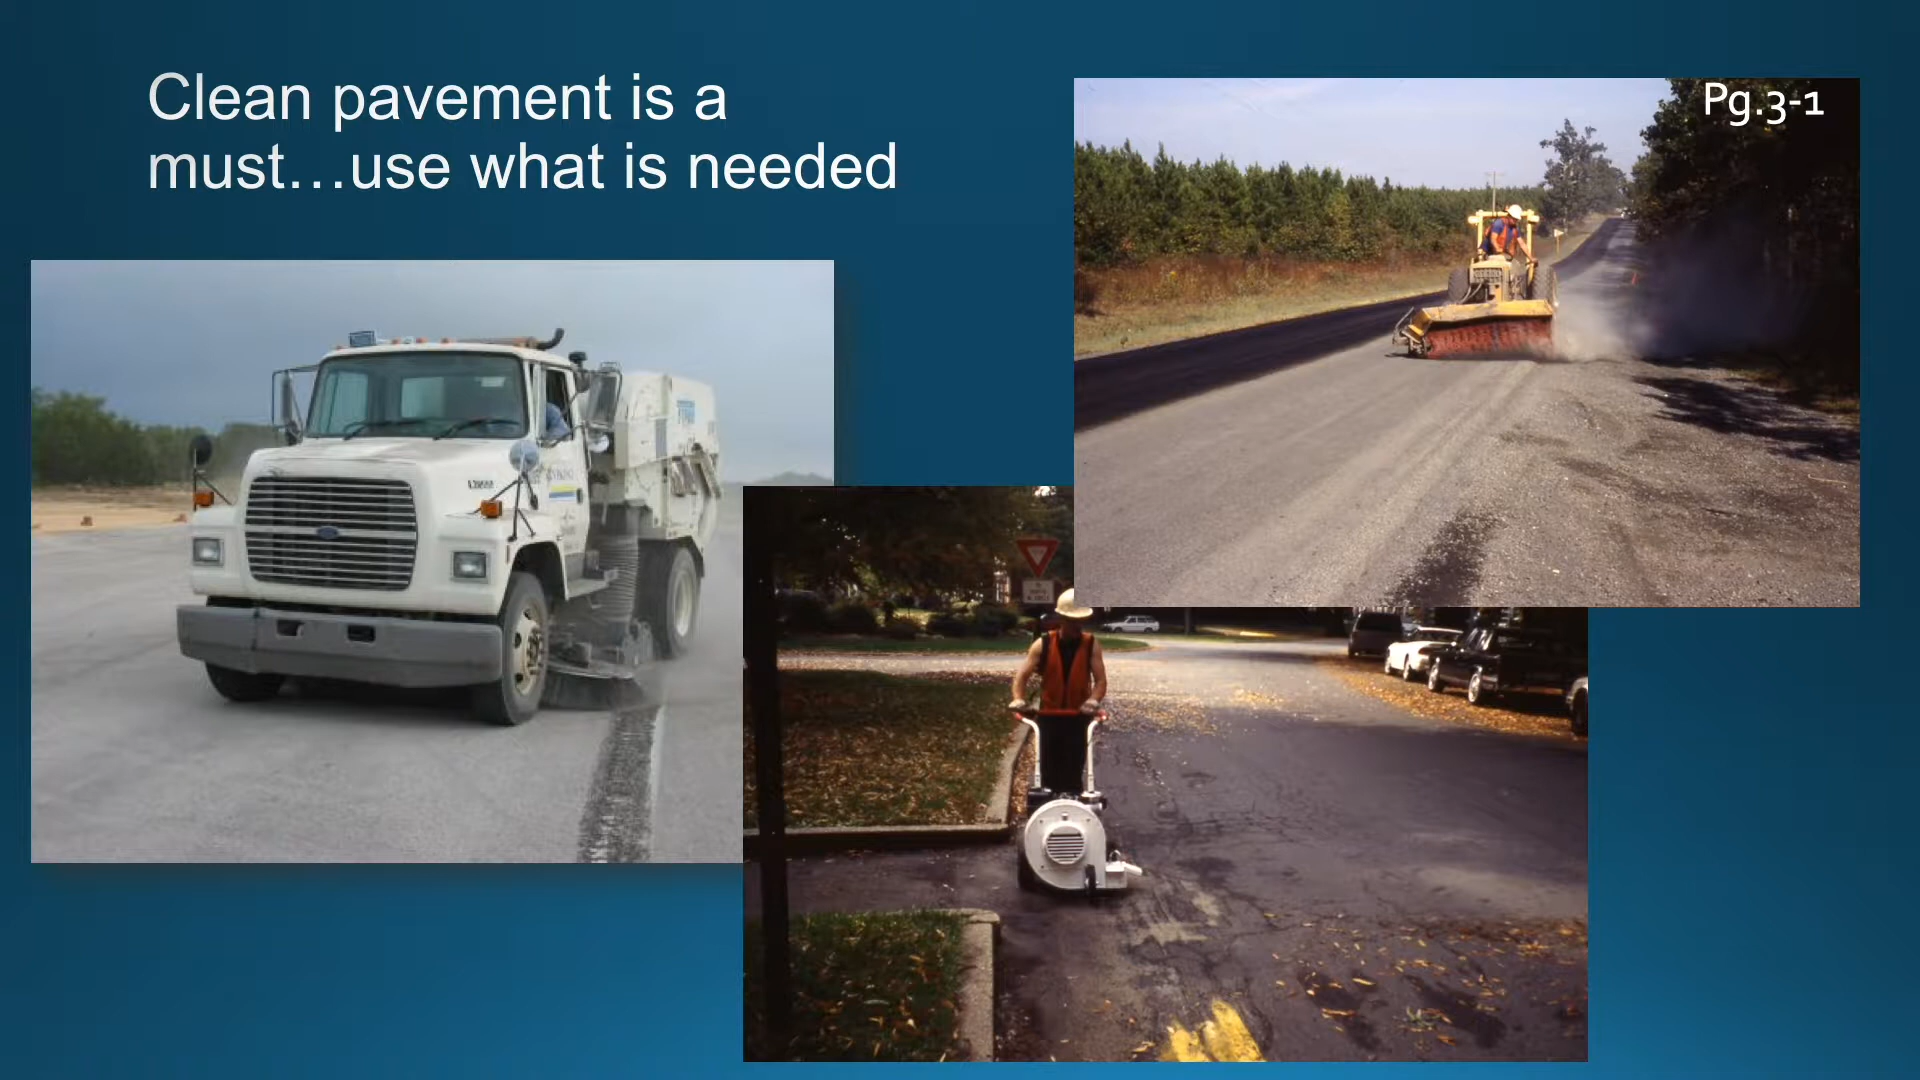 Clean pavement is a
must…use what is needed
Pg.3-1